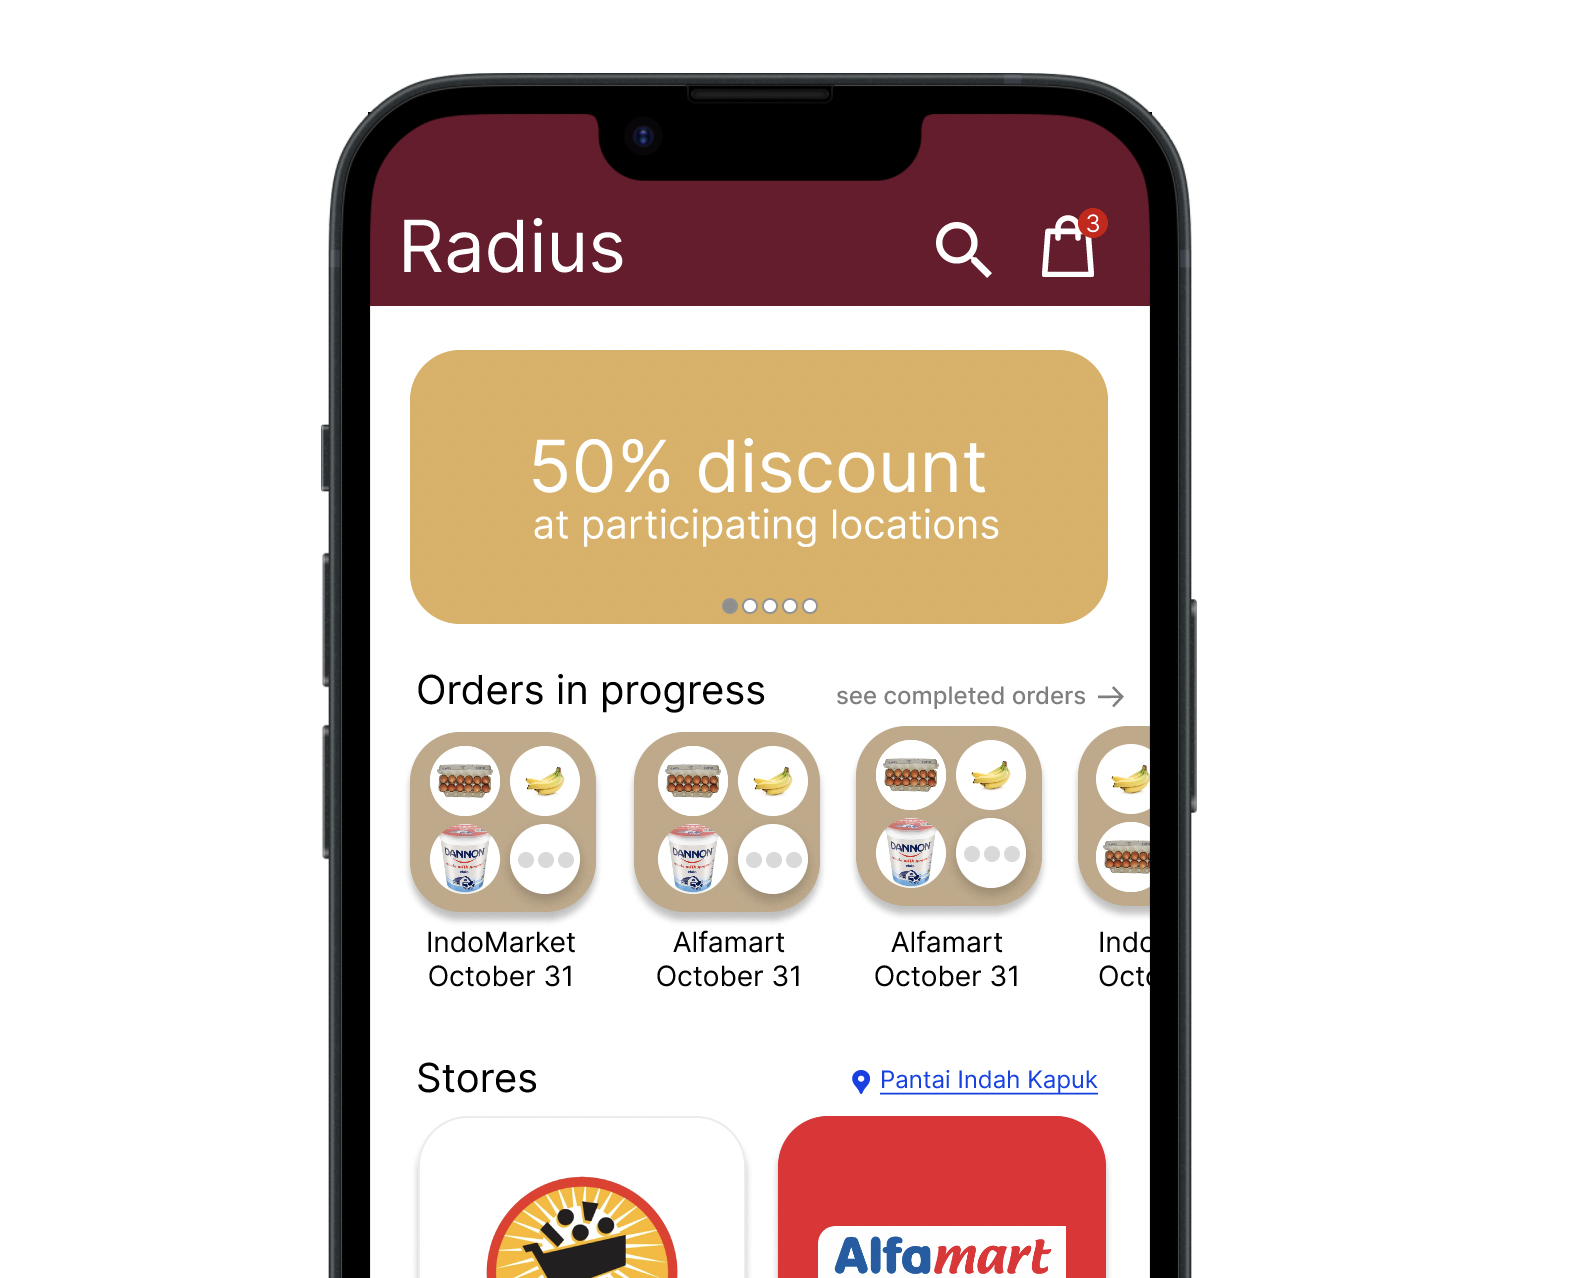 Radius
3
50% discount
at participating locations
Orders in progress
see completed orders
DANNON
DANNON
DANNON
IndoMarket
October 31
Alfamart
October 31
Alfamart
October 31
Indo
Octo
Stores
Pantai Indah Kapuk
Alfamart